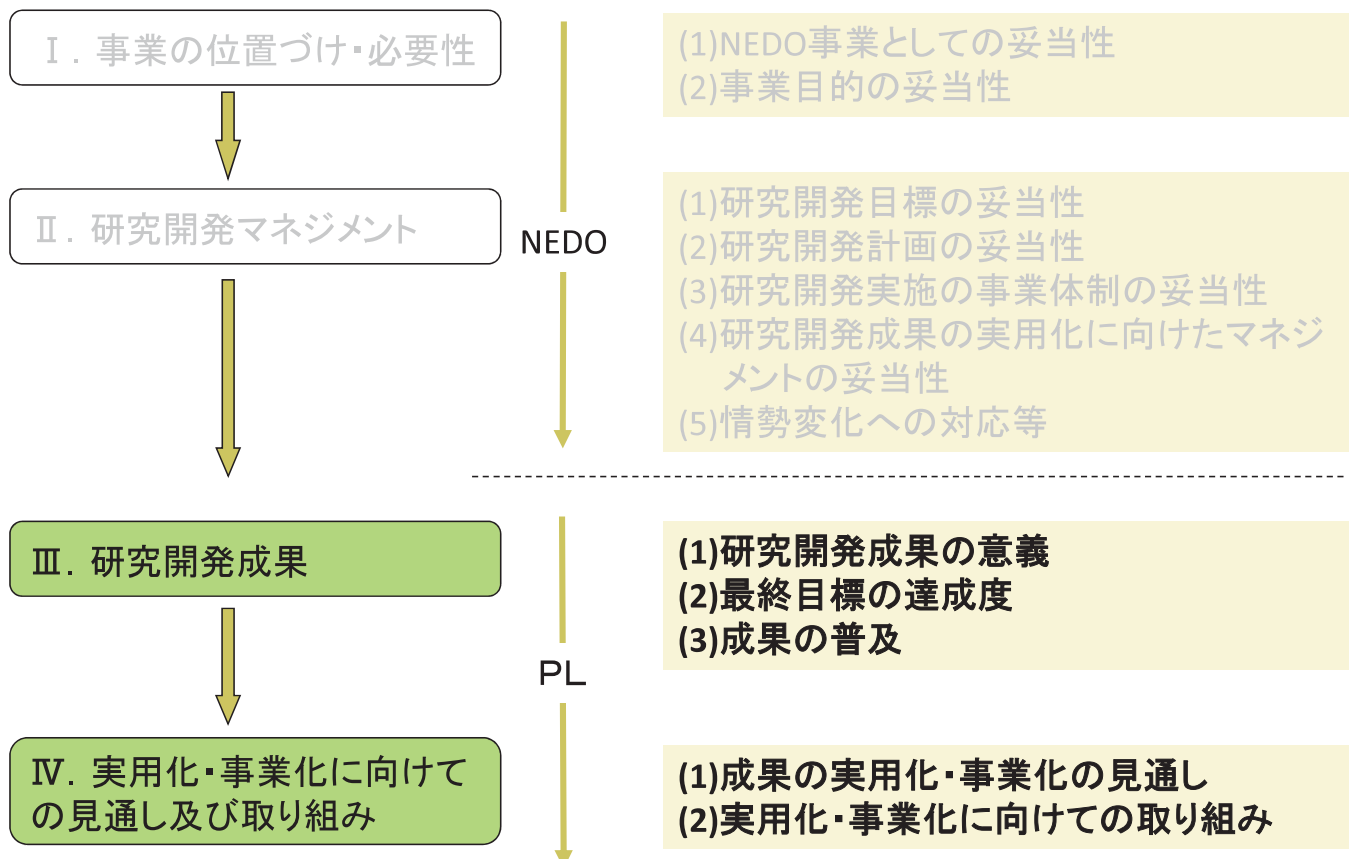 Ⅰ．事業の位置づけ・必要性
(1)NEDO事業としての妥当性
(2)事業目的の妥当性
Ⅱ．研究開発マネジメント
NEDO
(1)研究開発目標の妥当性
(2)研究開発計画の妥当性
(3)研究開発実施の事業体制の妥当性
(4)研究開発成果の実用化に向けたマネジ
メントの妥当性
(5)情勢変化への対応等
Ⅲ．研究開発成果
(1)研究開発成果の意義
(2)最終目標の達成度
(3)成果の普及
PL
Ⅳ．実用化・事業化に向けて
の見通し及び取り組み
(1)成果の実用化・事業化の見通し
(2)実用化・事業化に向けての取り組み